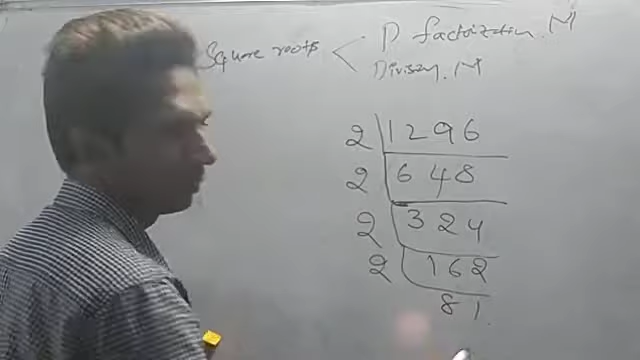 Square roots < P factorization. M
Division. M
2 | 1296
2 | 648
2 | 324
2 | 162
81